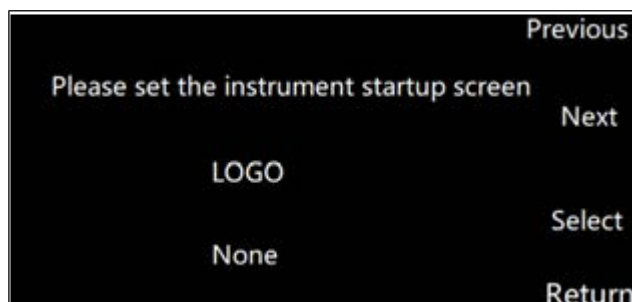 Previous
Please set the instrument startup screen
Next
LOGO
Select
None
Return